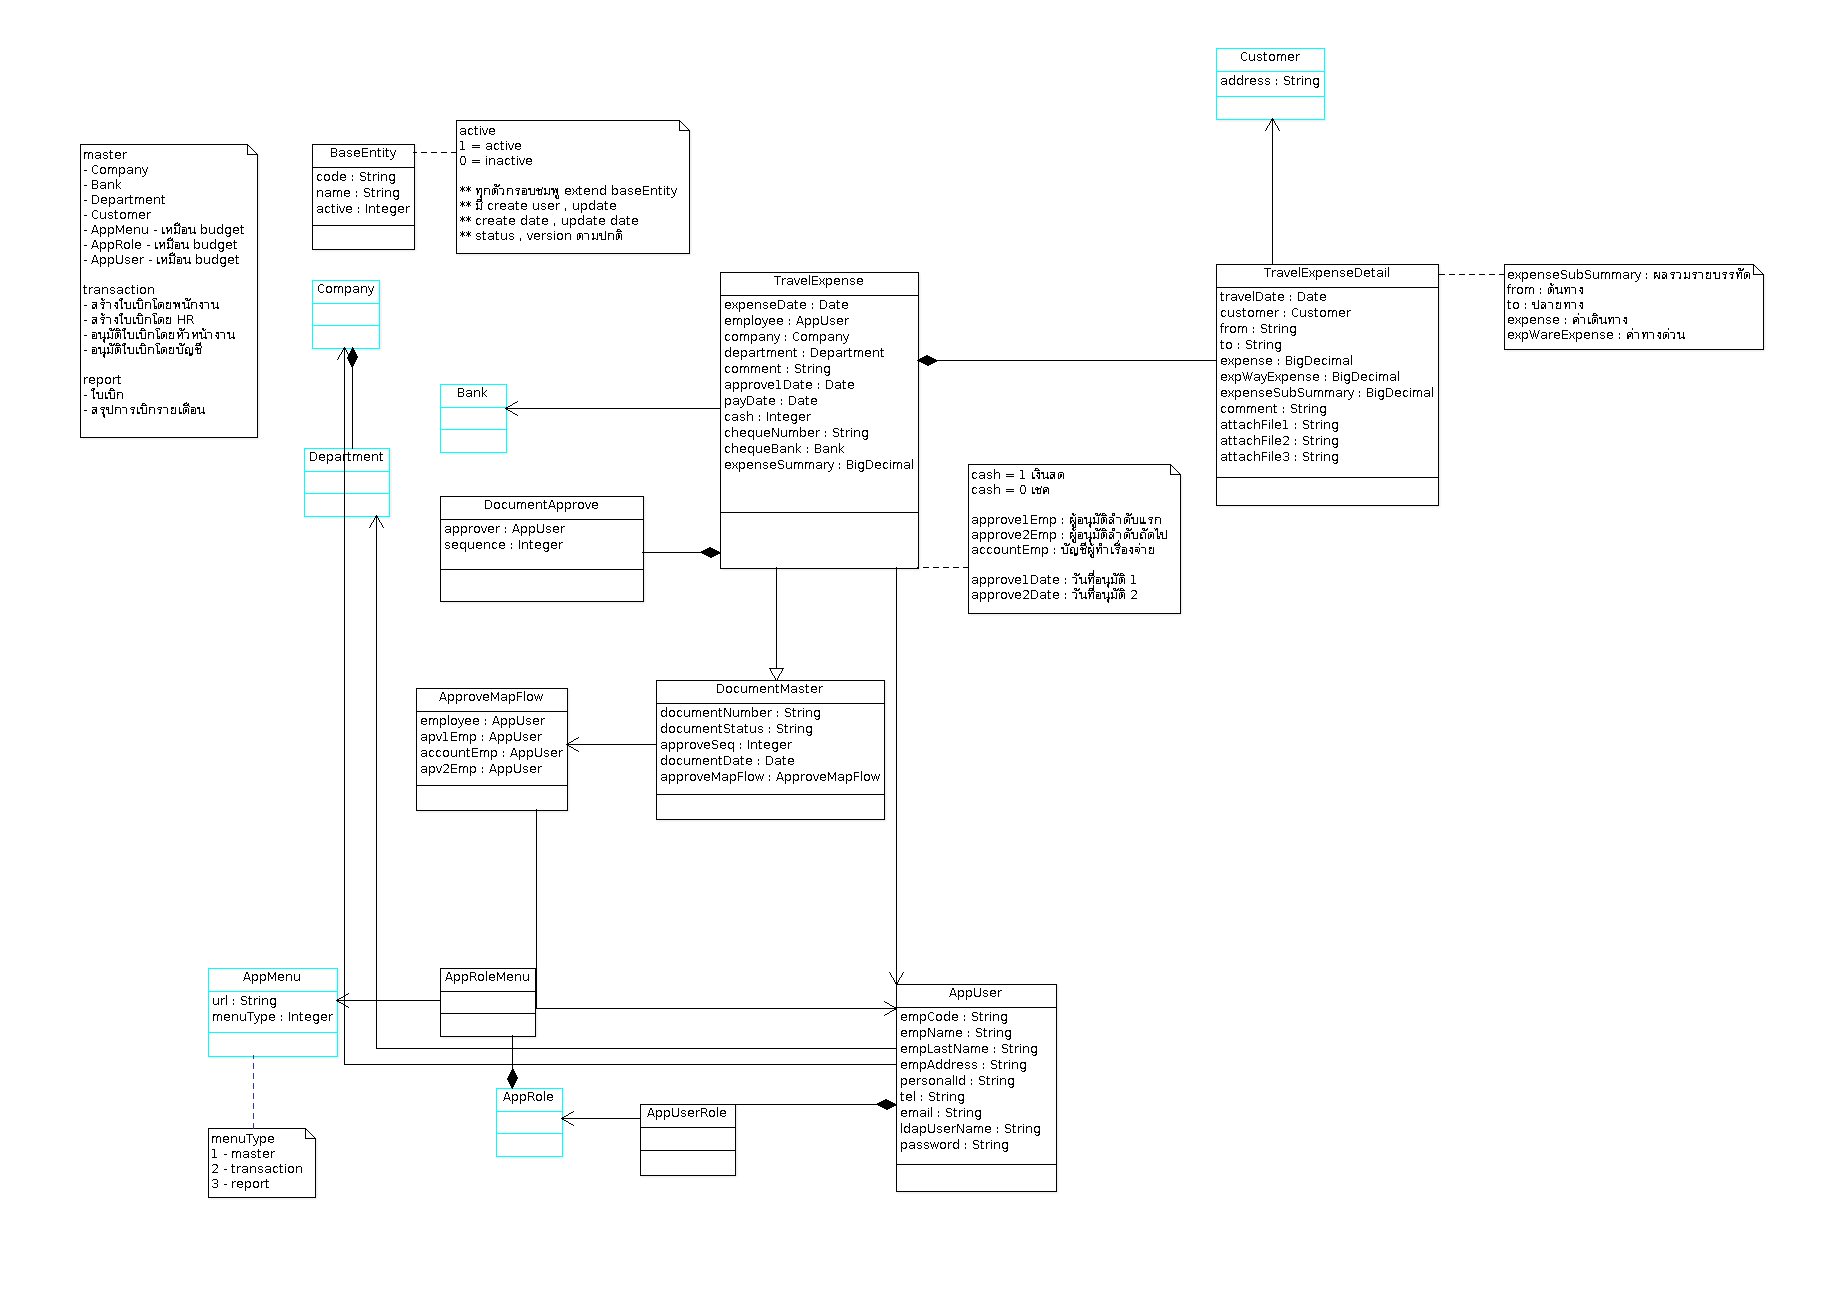 Customer
address : String
master
- Company
- Bank
- Department
- Customer
- AppMenu - เหมือน budget
- AppRole - เหมือน budget
- AppUser - เหมือน budget
transaction
- สร้างใบเบิกโดยพนักงาน
- สร้างใบเบิกโดย HR
- อนุมัติใบเบิกโดยหัวหน้างาน
- อนุมัติใบเบิกโดยบัญชี
report
- ใบเบิก
- สรุปการเบิกรายเดือน
BaseEntity
code : String
name : String
active : Integer
active
1 = active
0 = inactive
** ทุกตัวกรอบชมพู extend baseEntity
** มี create user , update
** create date , update date
** status , version ตามปกติ
Company
Bank
Department
TravelExpense
expenseDate : Date
employee : AppUser
company : Company
department : Department
comment : String
approve1Date : Date
payDate : Date
cash : Integer
chequeNumber : String
chequeBank : Bank
expenseSummary : BigDecimal
TravelExpenseDetail
travelDate : Date
customer : Customer
from : String
to : String
expense : BigDecimal
expWayExpense : BigDecimal
expenseSubSummary : BigDecimal
comment : String
attachFile1 : String
attachFile2 : String
attachFile3 : String
expenseSubSummary : ผลรวมรายบรรทัด
from : ต้นทาง
to : ปลายทาง
expense : ค่าเดินทาง
expWareExpense : ค่าทางด่วน
DocumentApprove
approver : AppUser
sequence : Integer
cash = 1 เงินสด
cash = 0 เชค
approve1Emp : ผู้อนุมัติลำดับแรก
approve2Emp : ผู้อนุมัติลำดับถัดไป
accountEmp : บัญชีผู้ทำเรื่องจ่าย
approve1Date : วันที่อนุมัติ 1
approve2Date : วันที่อนุมัติ 2
ApproveMapFlow
employee : AppUser
apv1Emp : AppUser
accountEmp : AppUser
apv2Emp : AppUser
DocumentMaster
documentNumber : String
documentStatus : String
approveSeq : Integer
documentDate : Date
approveMapFlow : ApproveMapFlow
AppMenu
url : String
menuType : Integer
AppRoleMenu
AppUser
empCode : String
empName : String
empLastName : String
empAddress : String
personalId : String
tel : String
email : String
ldapUserName : String
password : String
AppRole
AppUserRole
menuType
1 - master
2 - transaction
3 - report